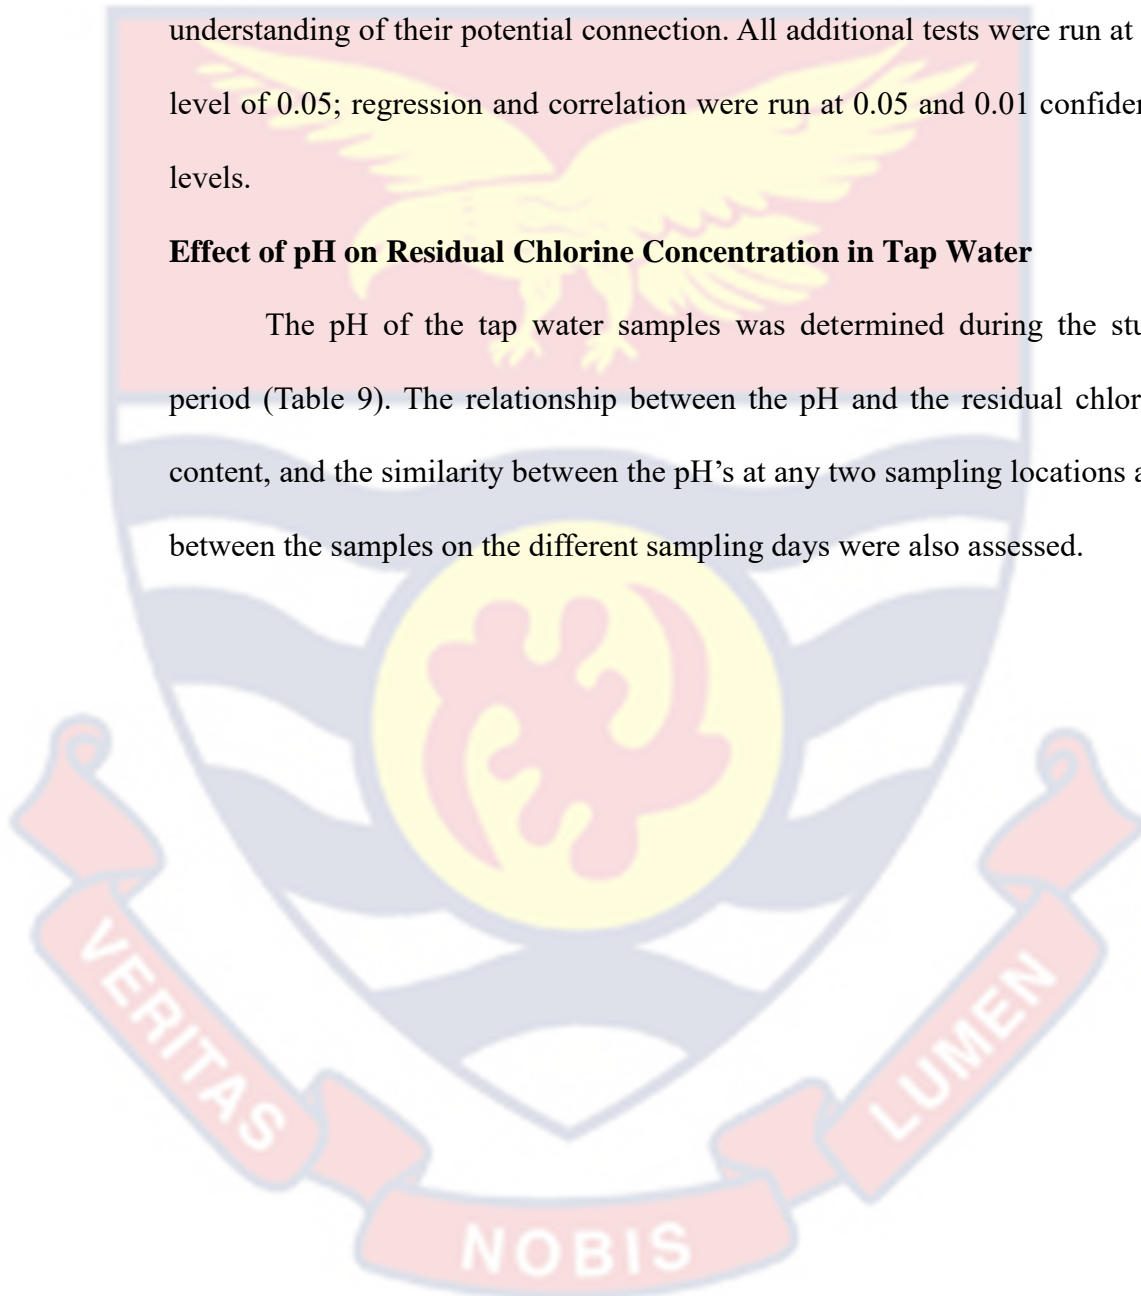 understanding of their potential connection. All additional tests were run at
level of 0.05; regression and correlation were run at 0.05 and 0.01
levels.
Effect of pH on Residual Chlorine Concentration in Tap Water
The pH of the tap water samples was determined during the
period (Table 9). The relationship between the pH and the residual
content, and the similarity between the pH’s at any two sampling locations
between the samples on the different sampling days were also assessed.
VERITAS
NOBIS
LUMEN